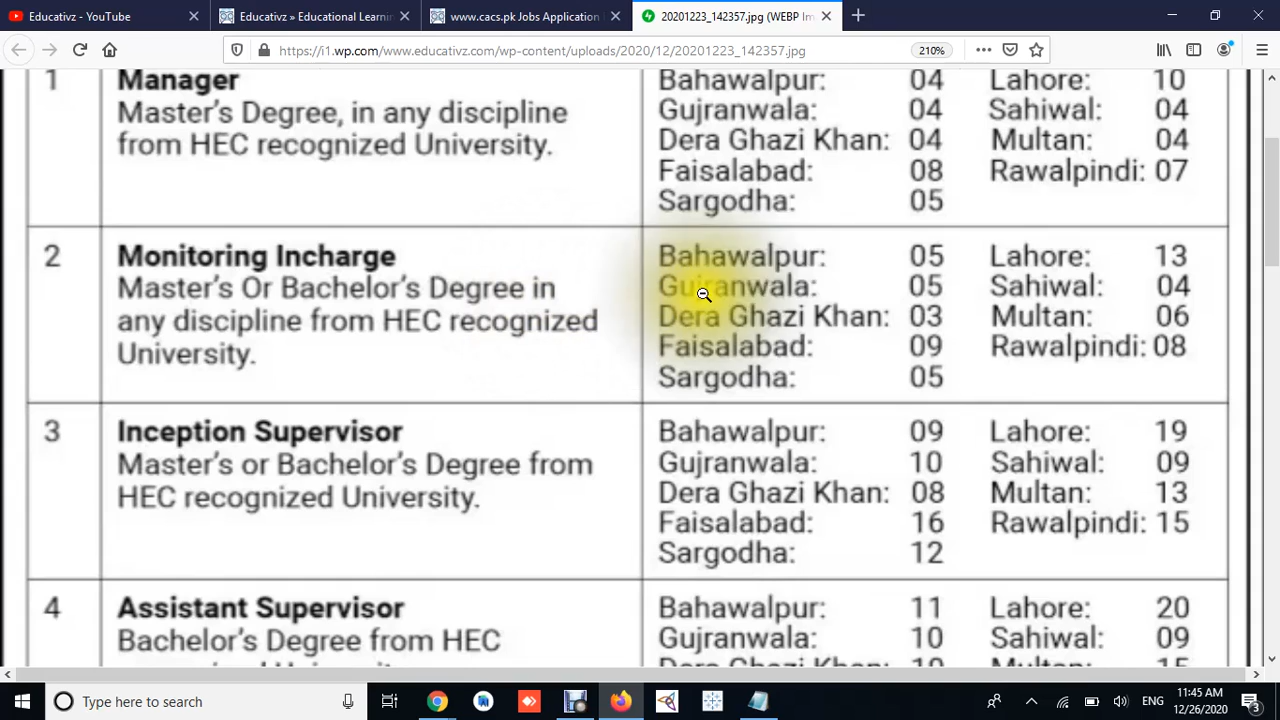 Educativz - YouTube
Educativz » Educational Learni
www.cacs.pk Jobs Application
20201223_142357.jpg (WEBP Im
https://i1.wp.com/www.educativz.com/wp-content/uploads/2020/12/20201223_142357.jpg
210%
1 Manager Bahawalpur: 04 Lahore: 10
Master's Degree, in any discipline Gujranwala: 04 Sahiwal: 04
from HEC recognized University. Dera Ghazi Khan: 04 Multan: 04
Faisalabad: 08 Rawalpindi: 07
Sargodha: 05
2 Monitoring Incharge Bahawalpur: 05 Lahore: 13
Master's Or Bachelor's Degree in Gujranwala: 05 Sahiwal: 04
any discipline from HEC recognized Dera Ghazi Khan: 03 Multan: 06
University. Faisalabad: 09 Rawalpindi: 08
Sargodha: 05
3 Inception Supervisor Bahawalpur: 09 Lahore: 19
Master's or Bachelor's Degree from Gujranwala: 10 Sahiwal: 09
HEC recognized University. Dera Ghazi Khan: 08 Multan: 13
Faisalabad: 16 Rawalpindi: 15
Sargodha: 12
4 Assistant Supervisor Bahawalpur: 11 Lahore: 20
Bachelor's Degree from HEC Gujranwala: 10 Sahiwal: 09
Type here to search
ENG
11:45 AM
12/26/2020
3